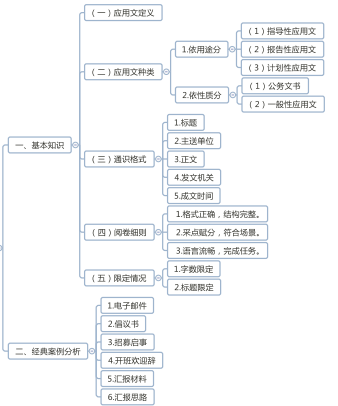 一、基本知识
（一）应用文定义
（二）应用文种类
1.依用途分
（1）指导性应用文
（2）报告性应用文
（3）计划性应用文
2.依性质分
（1）公务文书
（2）一般性应用文
（三）通识格式
1.标题
2.主送单位
3.正文
4.发文机关
5.成文时间
（四）阅卷细则
1.格式正确，结构完整。
2.采点赋分，符合场景。
3.语言流畅，完成任务。
（五）限定情况
1.字数限定
2.标题限定
二、经典案例分析
1.电子邮件
2.倡议书
3.招募启事
4.开班欢迎辞
5.汇报材料
6.汇报思路